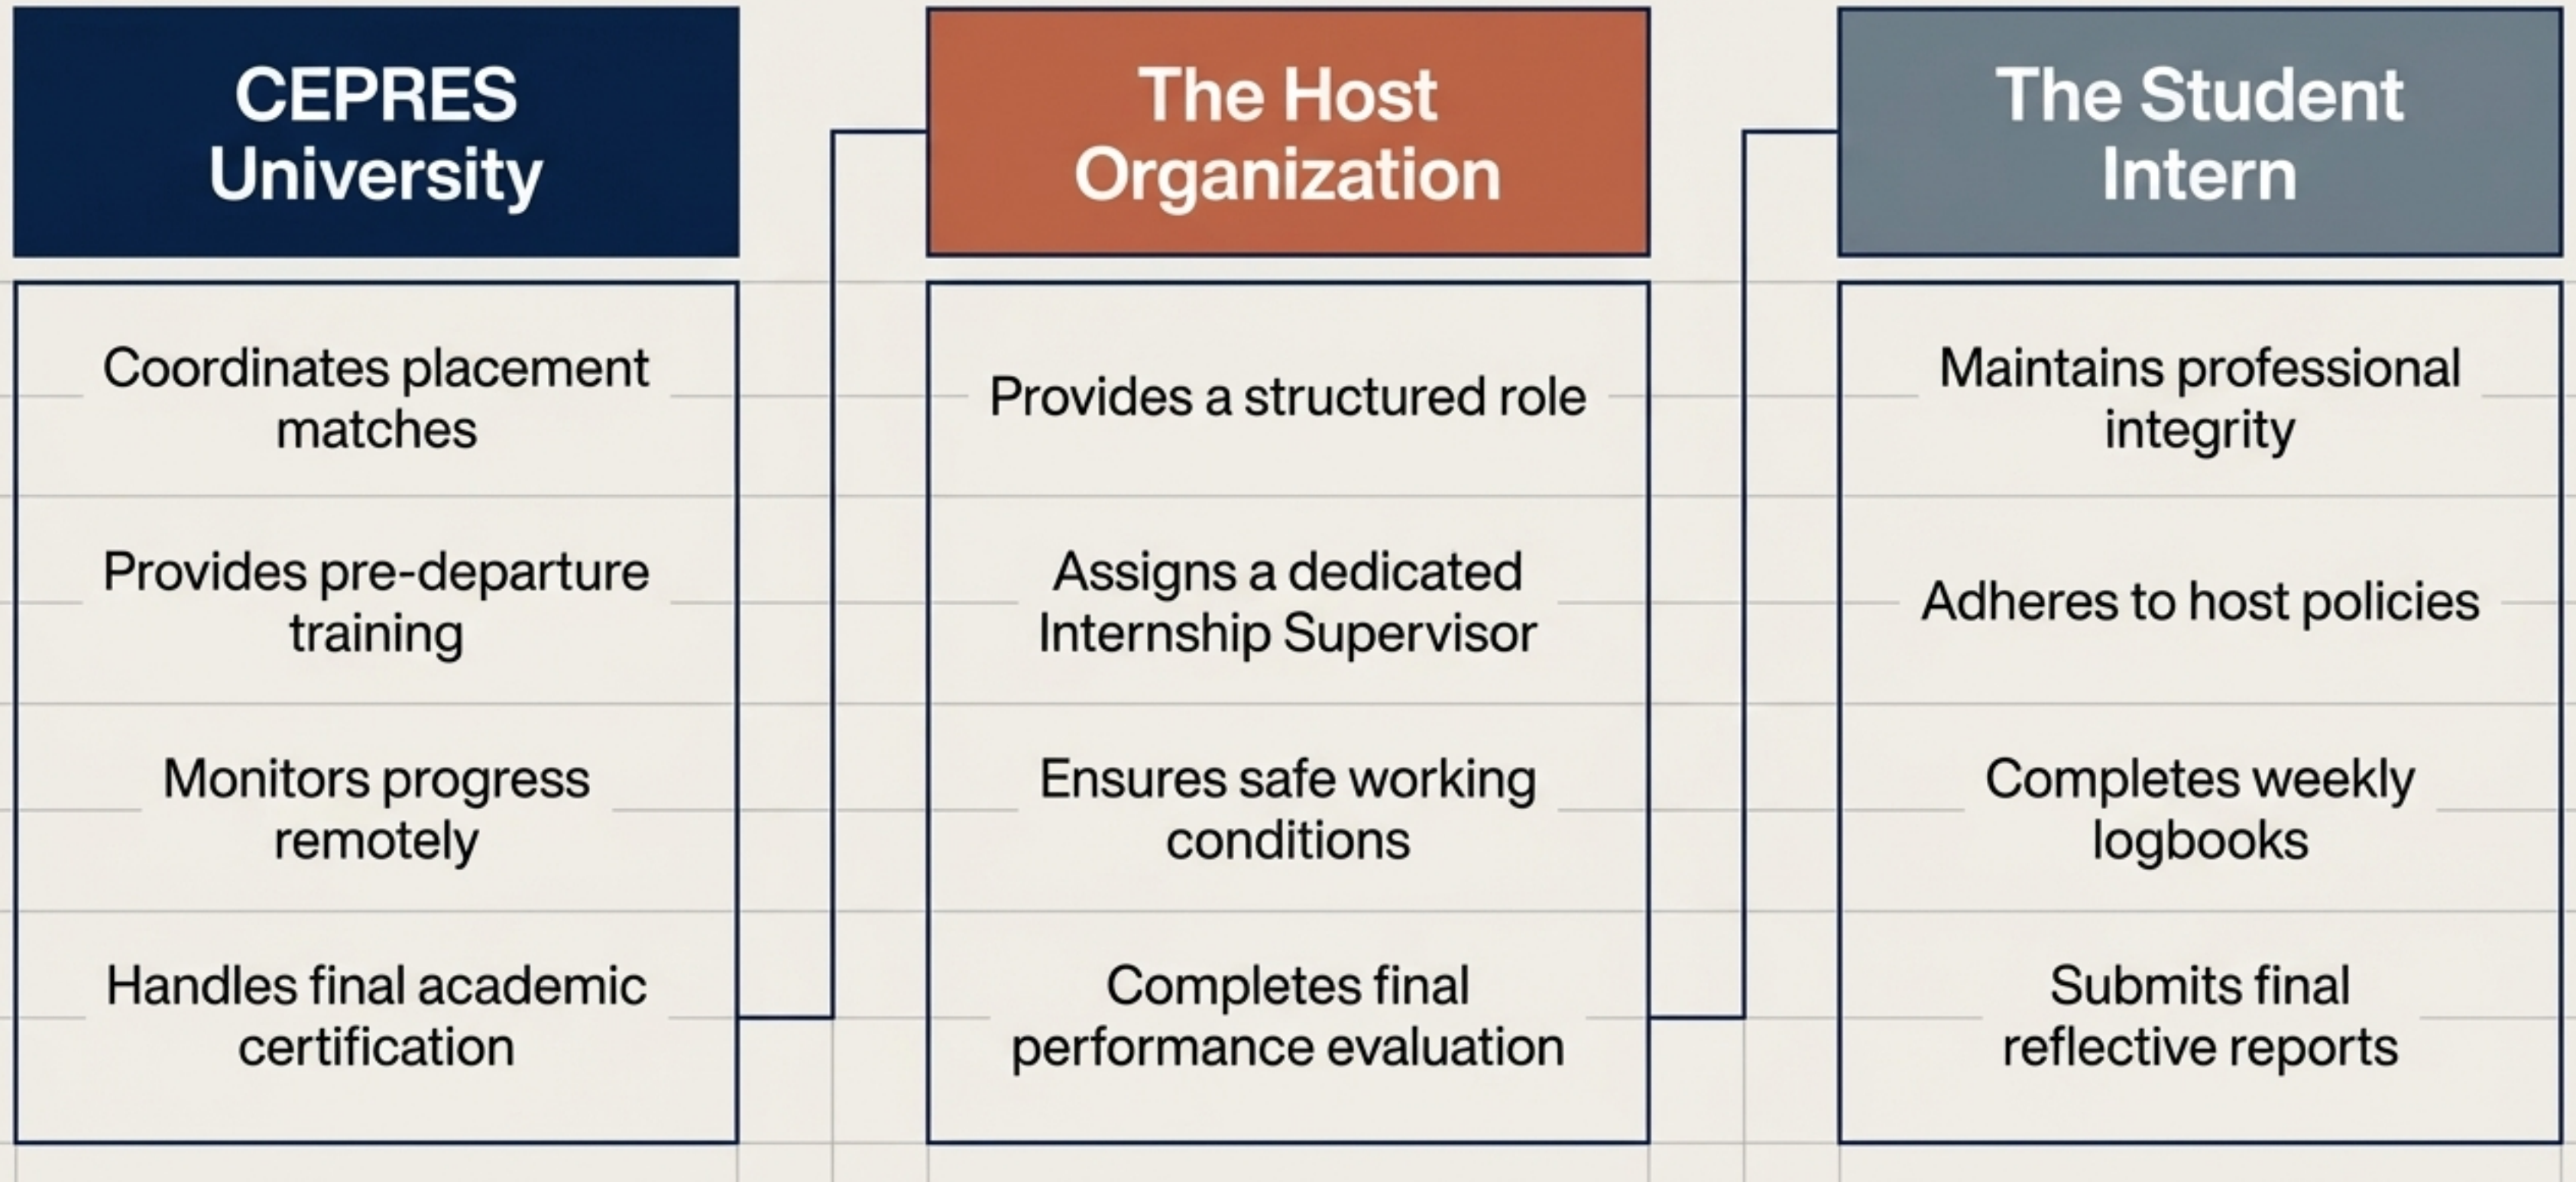 CEPRES
University
Coordinates placement
matches
Provides pre-departure
training
Monitors progress
remotely
Handles final academic
certification
The Host
Organization
Provides a structured role
Assigns a dedicated
Internship Supervisor
Ensures safe working
conditions
Completes final
performance evaluation
The Student
Intern
Maintains professional
integrity
Adheres to host policies
Completes weekly
logbooks
Submits final
reflective reports